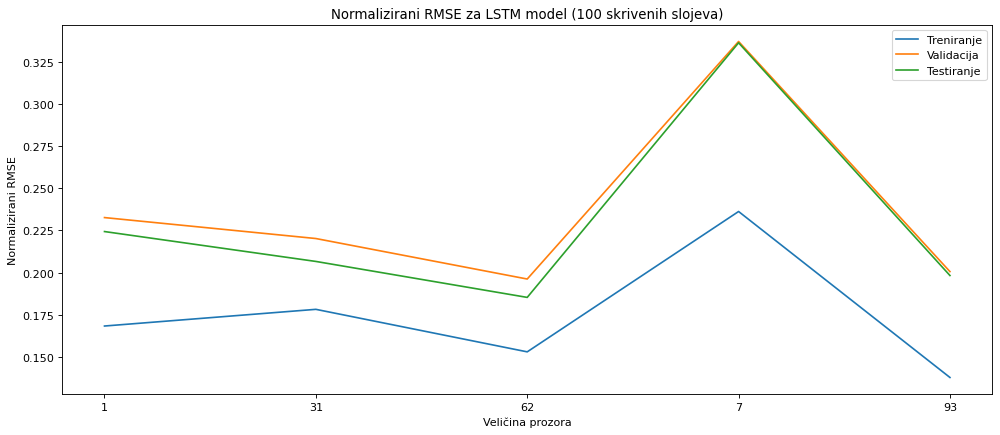 Normalizirani RMSE za LSTM model (100 skrivenih slojeva)
Treniranje
Validacija
Testiranje
Normalizirani RMSE
0.325
0.300
0.275
0.250
0.225
0.200
0.175
0.150
1 31 62 7 93
Veličina prozora